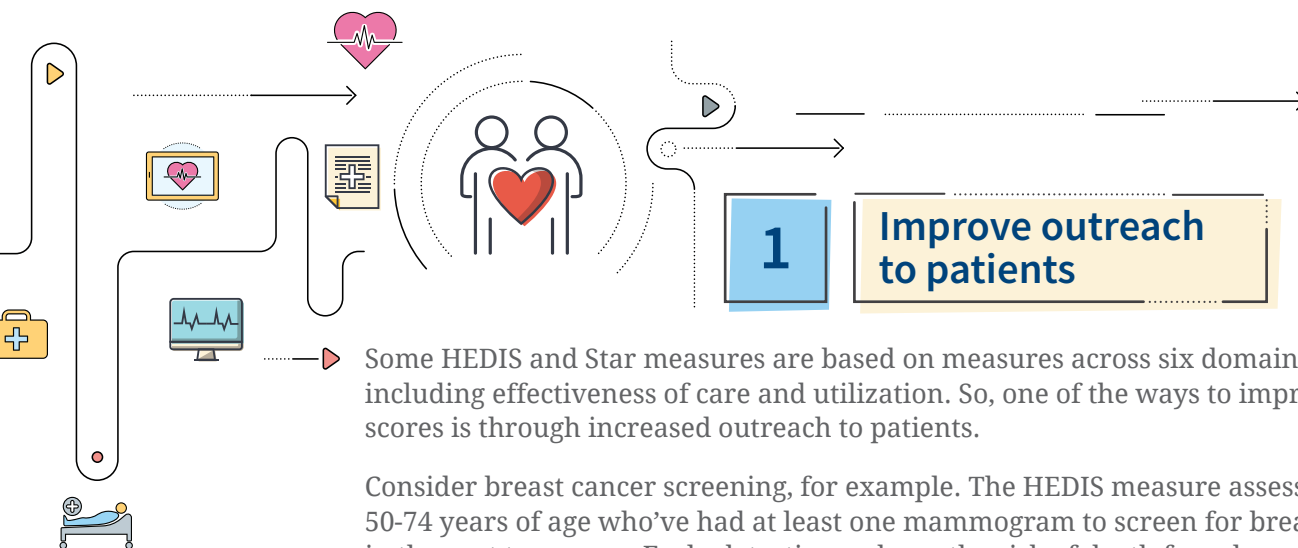 1
Improve outreach
to patients
Some HEDIS and Star measures are based on measures across six domain
including effectiveness of care and utilization. So, one of the ways to impr
scores is through increased outreach to patients.
Consider breast cancer screening, for example. The HEDIS measure assess
50-74 years of age who’ve had at least one mammogram to screen for brea